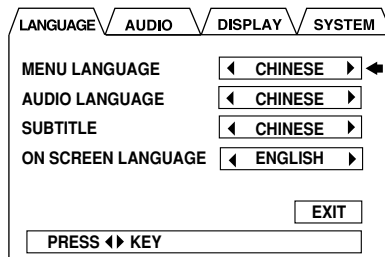 LANGUAGE AUDIO DISPLAY SYSTEM
MENU LANGUAGE ◀ CHINESE ▶
AUDIO LANGUAGE ◀ CHINESE ▶
SUBTITLE ◀ CHINESE ▶
ON SCREEN LANGUAGE ◀ ENGLISH ▶
EXIT
PRESS ◀▶ KEY